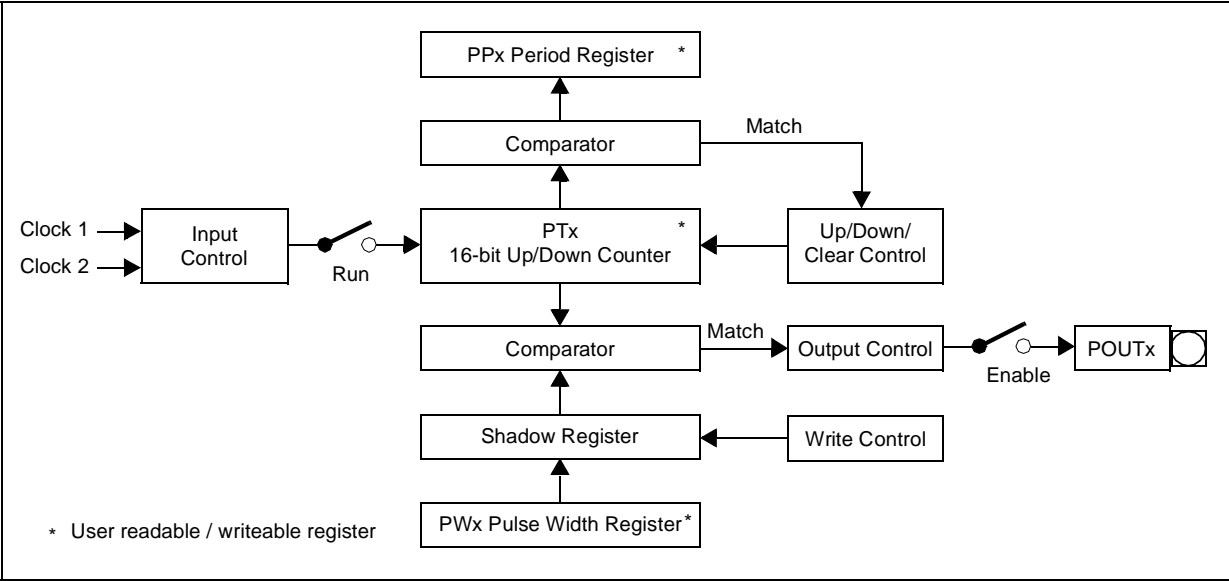 PPx Period Register *
Comparator
Match
Clock 1
Clock 2
Input
Control
Run
PTx *
16-bit Up/Down Counter
Up/Down/
Clear Control
Comparator
Match
Output Control
Enable
POUTx
Shadow Register
Write Control
PWx Pulse Width Register*
* User readable / writeable register